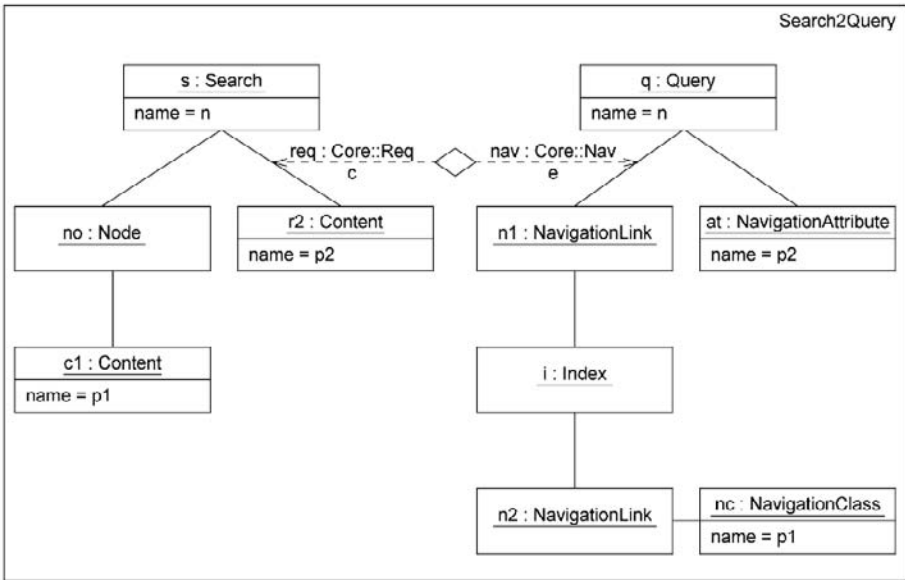 Search2Query
s : Search
name = n
q : Query
name = n
req : Core::Req
c
nav : Core::Nav
e
no : Node
r2 : Content
name = p2
n1 : NavigationLink
at : NavigationAttribute
name = p2
c1 : Content
name = p1
i : Index
n2 : NavigationLink
nc : NavigationClass
name = p1